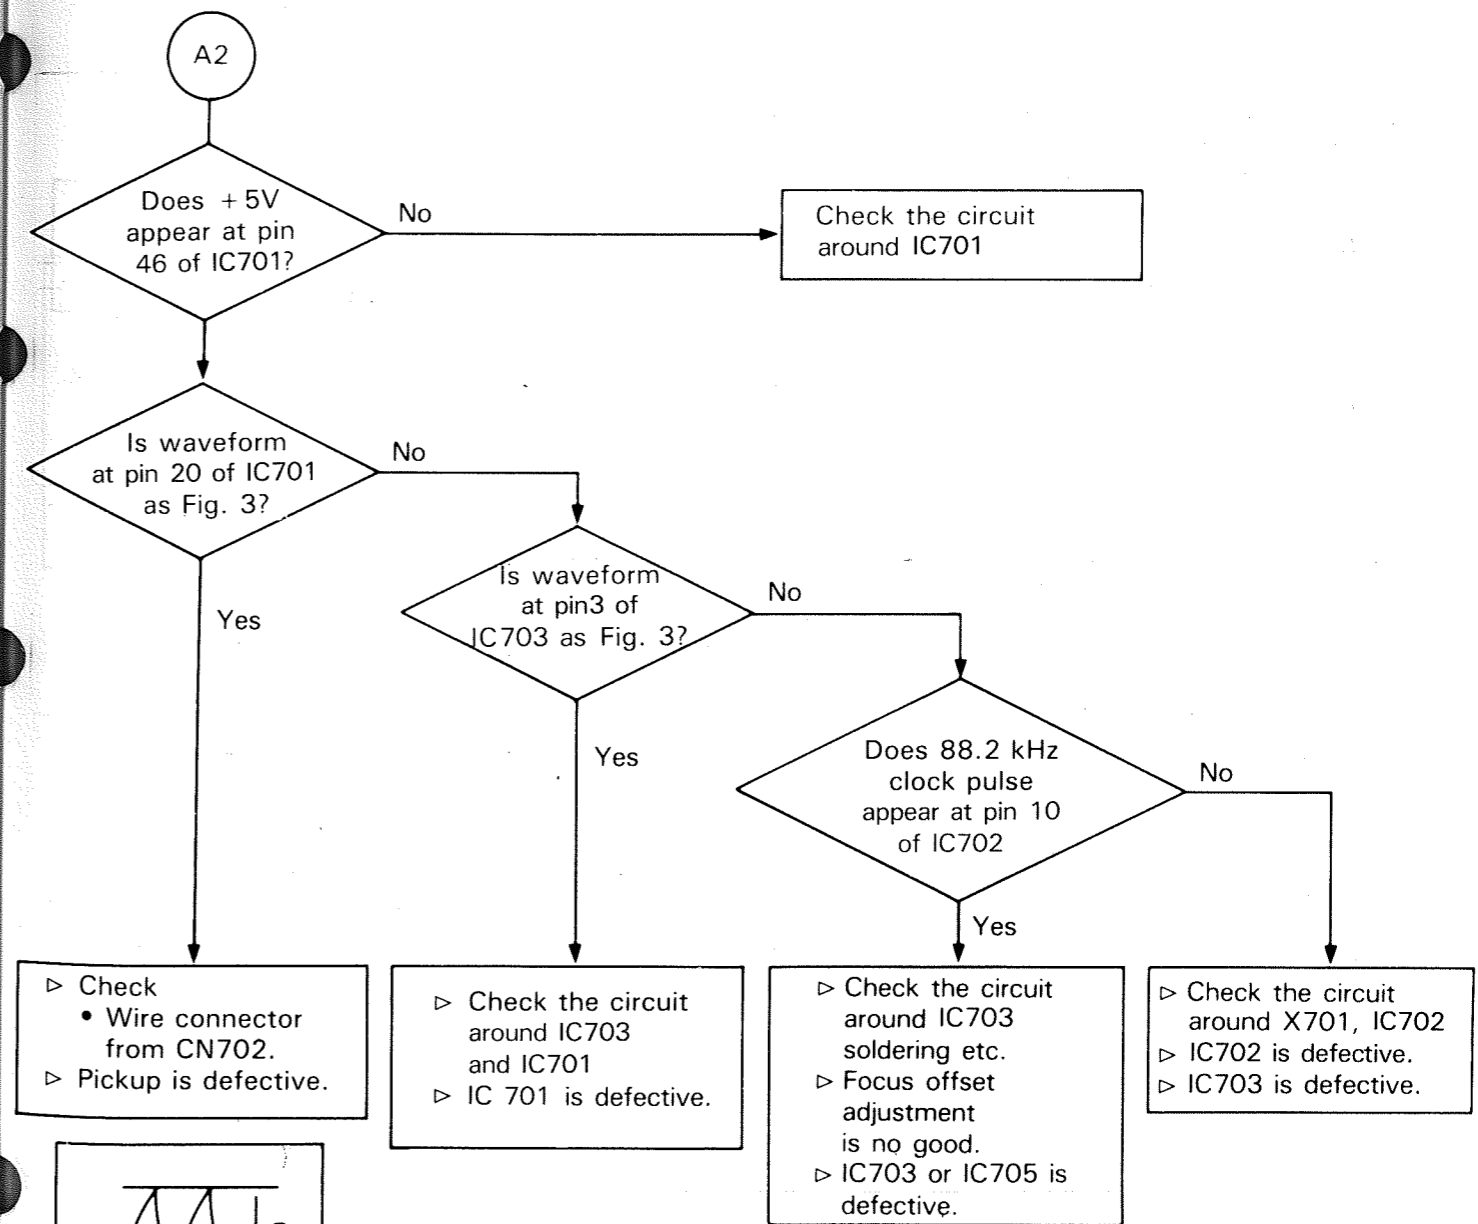 A2
Does +5V
appear at pin
46 of IC701?
No
Check the circuit
around IC701
Is waveform
at pin 20 of IC701
as Fig. 3?
No
Yes
Is waveform
at pin3 of
IC703 as Fig. 3?
No
Yes
Does 88.2 kHz
clock pulse
appear at pin 10
of IC702
No
Yes
▷ Check
• Wire connector
from CN702.
▷ Pickup is defective.
▷ Check the circuit
around IC703
and IC701
▷ IC 701 is defective.
▷ Check the circuit
around IC703
soldering etc.
▷ Focus offset
adjustment
is no good.
▷ IC703 or IC705 is
defective.
▷ Check the circuit
around X701, IC702
▷ IC702 is defective.
▷ IC703 is defective.